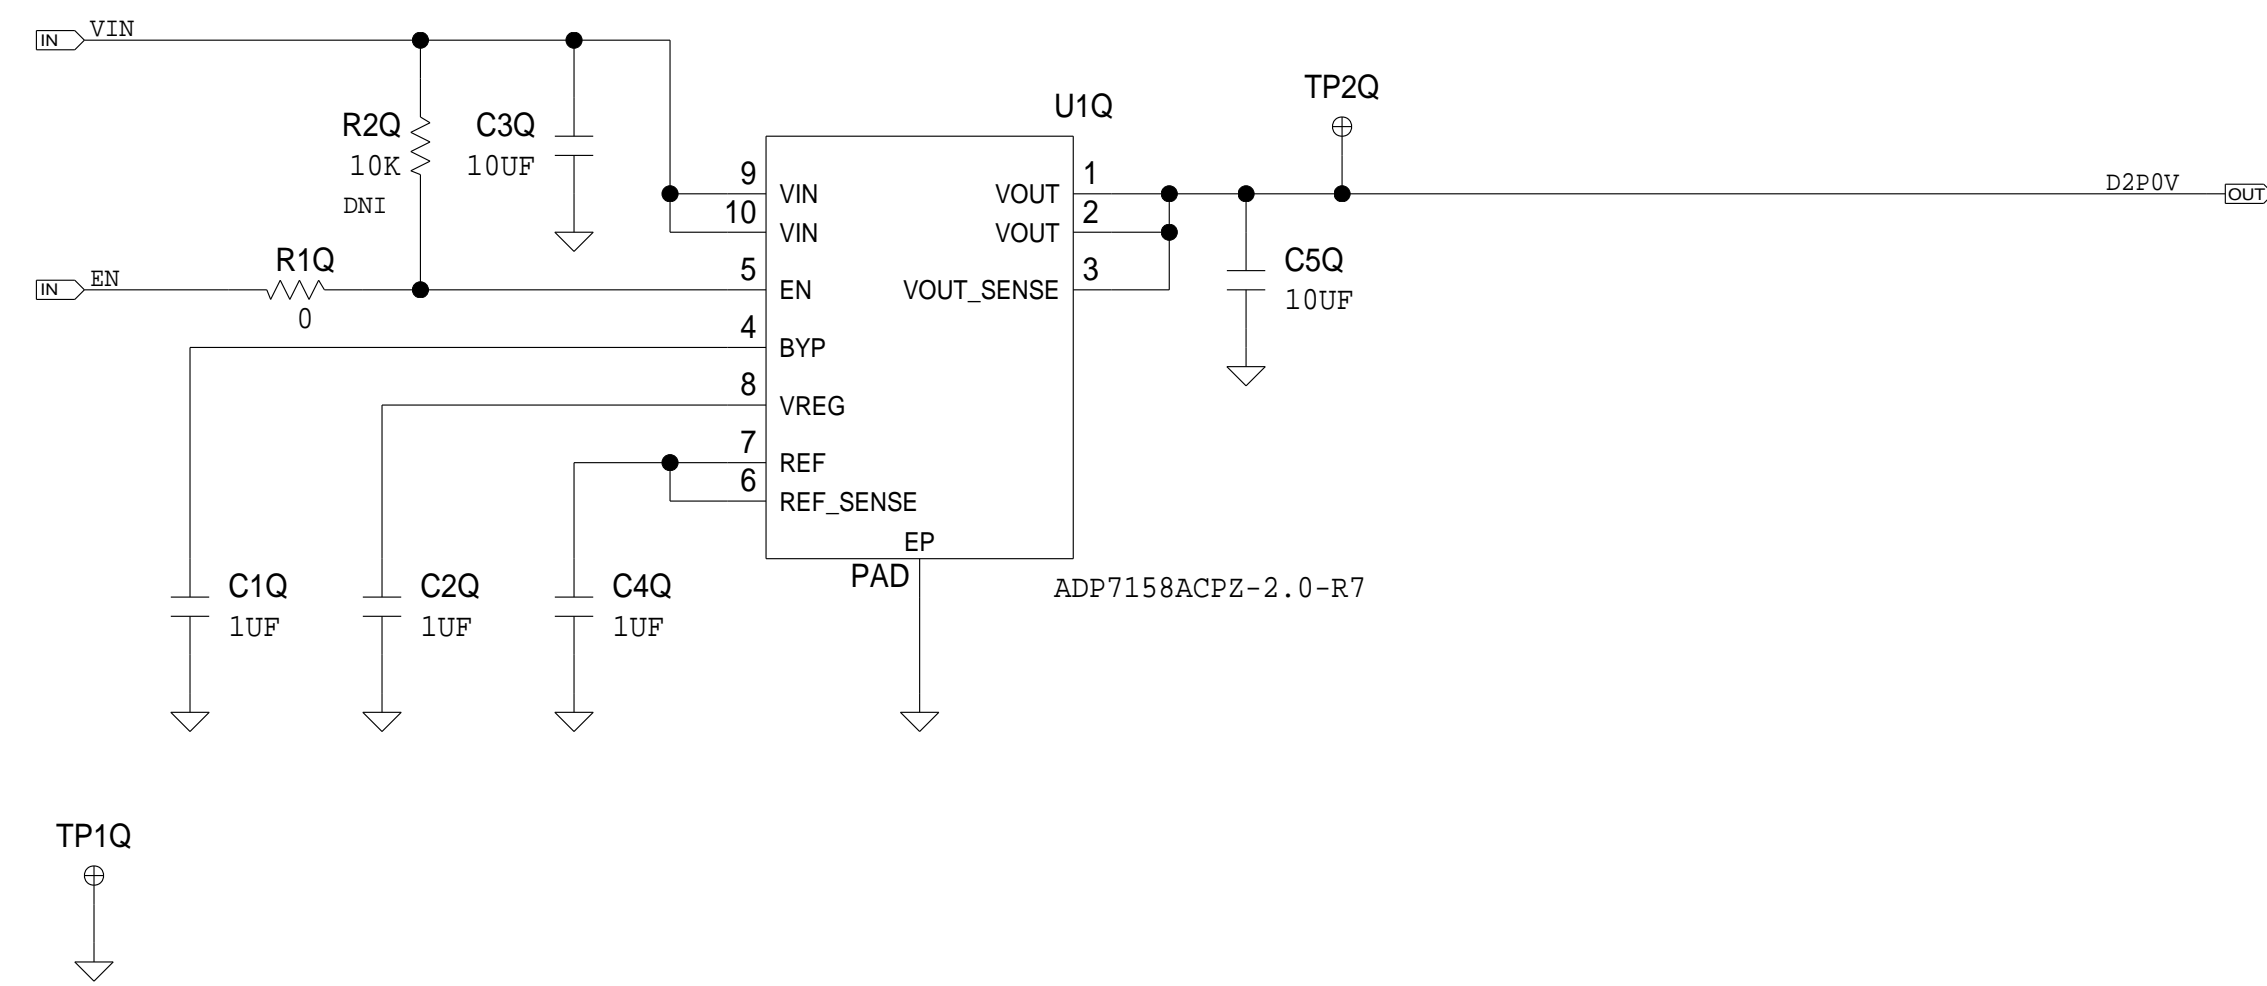 IN VIN
TP2Q
U1Q
R2Q C3Q
10K 10UF
DNI
9 VIN VOUT 1
10 VIN VOUT 2
D2P0V OUT
IN EN
R1Q
0
5 EN VOUT_SENSE 3
C5Q
10UF
4 BYP
8 VREG
7 REF
6 REF_SENSE
EP
PAD
ADP7158ACPZ-2.0-R7
C1Q C2Q C4Q
1UF 1UF 1UF
TP1Q